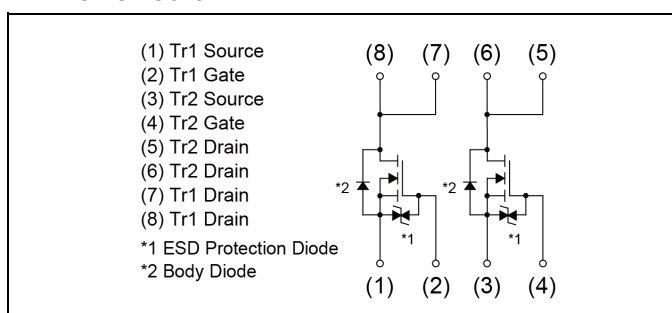 (1) Tr1 Source
(2) Tr1 Gate
(3) Tr2 Source
(4) Tr2 Gate
(5) Tr2 Drain
(6) Tr2 Drain
(7) Tr1 Drain
(8) Tr1 Drain
*1 ESD Protection Diode
*2 Body Diode
(8) (7) (6) (5)
*2 *2
*1 *1
(1) (2) (3) (4)